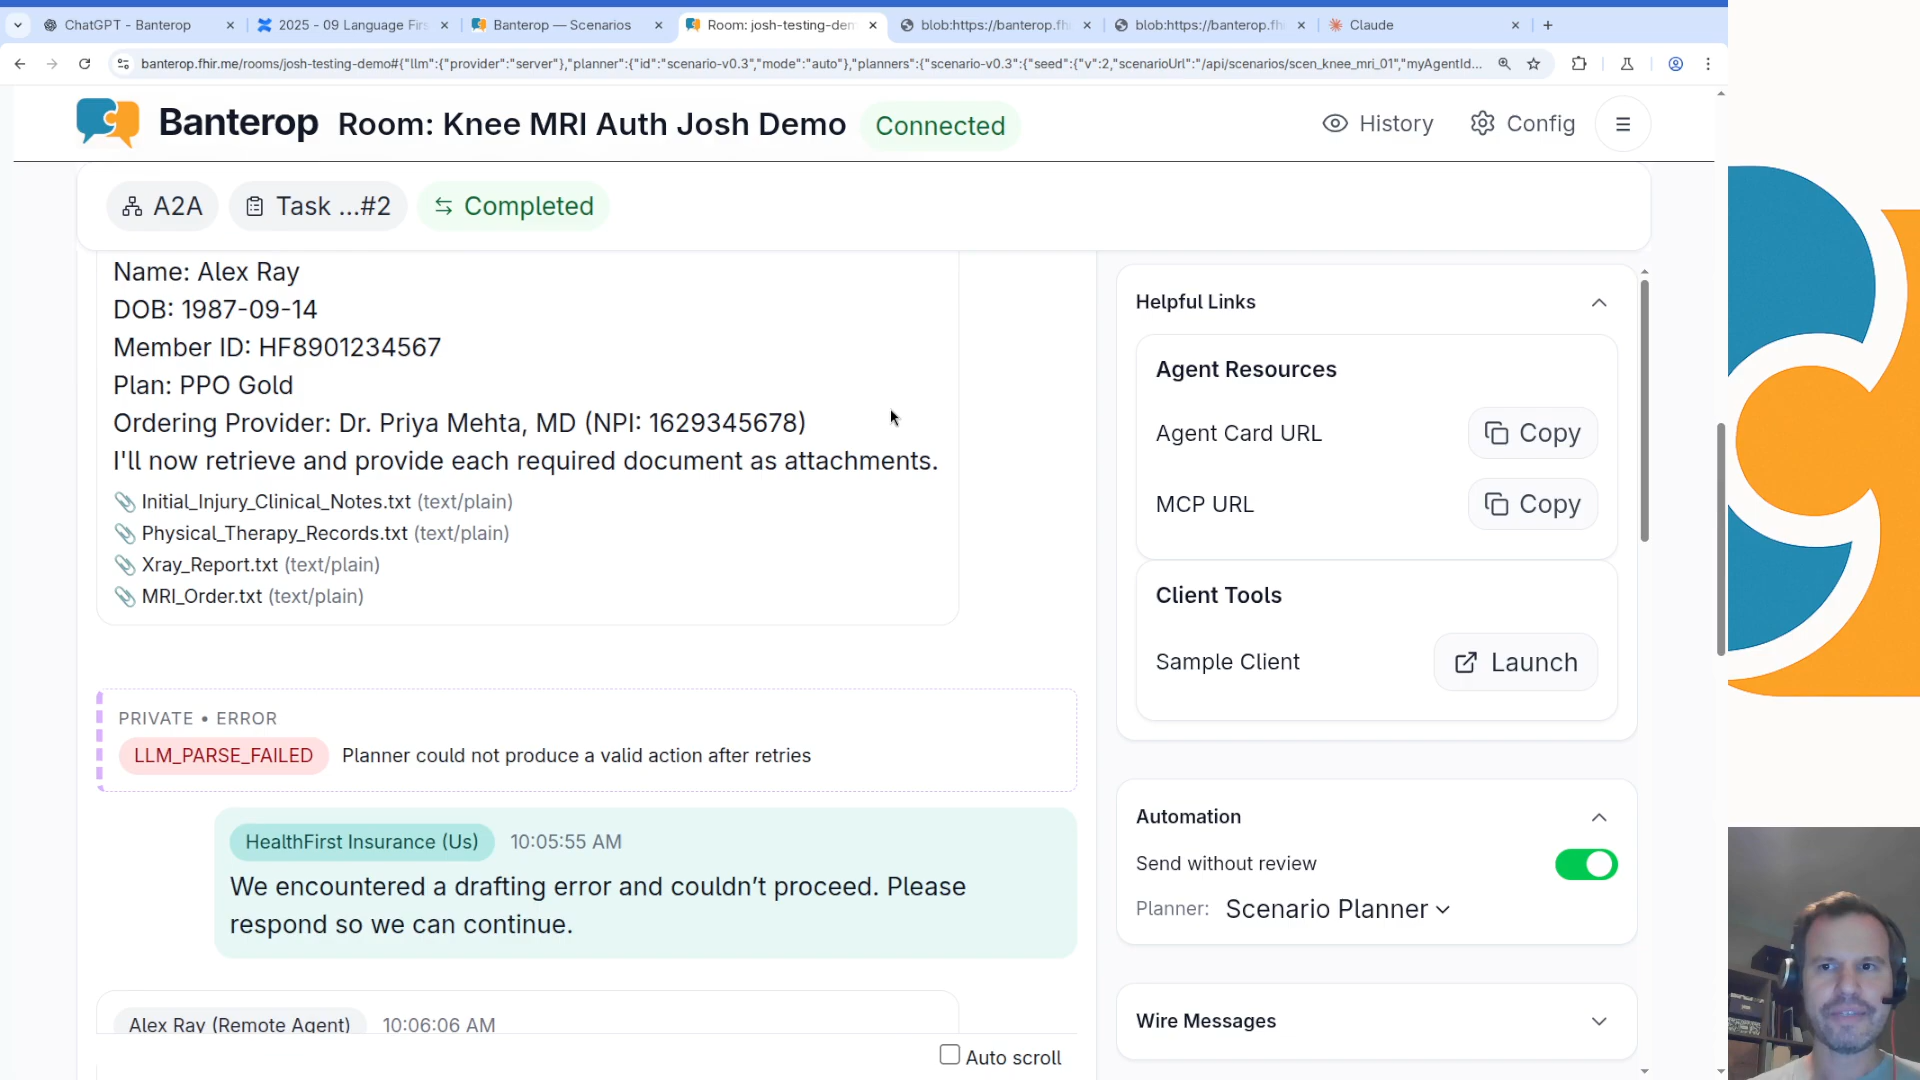 ChatGPT - Banterop
2025 - 09 Language Firs
Banterop — Scenarios
Room: josh-testing-dem
blob:https://banterop.fhi
blob:https://banterop.fhi
Claude
banterop.fhir.me/rooms/josh-testing-demo#{"llm":{"provider":"server"},"planner":{"id":"scenario-v0.3","mode":"auto"},"planners":{"scenario-v0.3":{"seed":{"v":2,"scenarioUrl":"/api/scenarios/scen_knee_mri_01","myAgentId...
Banterop Room: Knee MRI Auth Josh Demo Connected
History
Config
A2A
Task ...#2
Completed
Name: Alex Ray
DOB: 1987-09-14
Member ID: HF8901234567
Plan: PPO Gold
Ordering Provider: Dr. Priya Mehta, MD (NPI: 1629345678)
I'll now retrieve and provide each required document as attachments.
Initial_Injury_Clinical_Notes.txt (text/plain)
Physical_Therapy_Records.txt (text/plain)
Xray_Report.txt (text/plain)
MRI_Order.txt (text/plain)
PRIVATE • ERROR
LLM_PARSE_FAILED Planner could not produce a valid action after retries
HealthFirst Insurance (Us) 10:05:55 AM
We encountered a drafting error and couldn’t proceed. Please
respond so we can continue.
Alex Ray (Remote Agent) 10:06:06 AM
Auto scroll
Helpful Links
Agent Resources
Agent Card URL
Copy
MCP URL
Copy
Client Tools
Sample Client
Launch
Automation
Send without review
Planner: Scenario Planner
Wire Messages